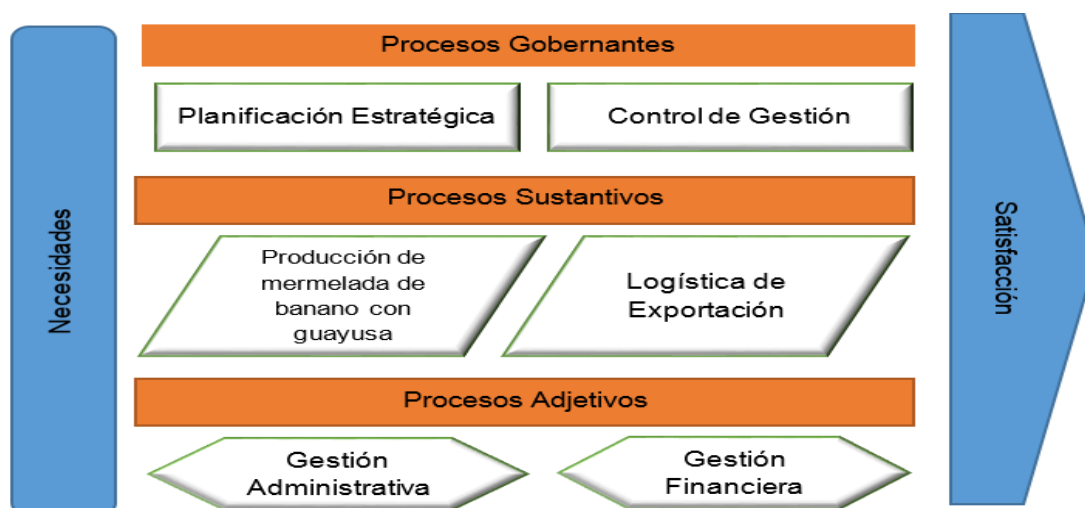 Procesos Gobernantes
Planificación Estratégica
Control de Gestión
Necesidades
Procesos Sustantivos
Producción de
mermelada de
banano con
guayusa
Logística de
Exportación
Satisfacción
Procesos Adjetivos
Gestión
Administrativa
Gestión
Financiera